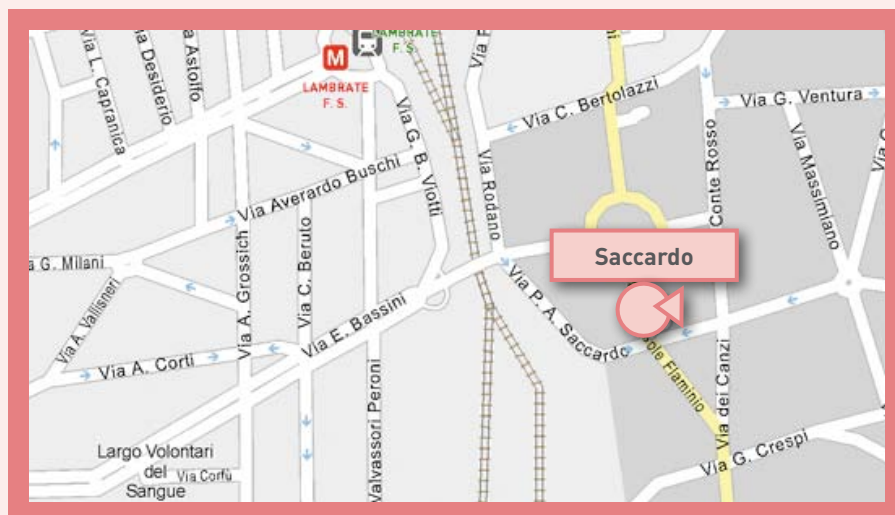 LAMBRATE
F. S.
M
LAMBRATE
F. S.
Via L. Capranica
Via Desiderio
Via Astolfo
Via G. B. Viotti
Via Rodano
Via C. Bertolazzi
Via G. Ventura
Via Massimiano
Conte Rosso
Via Averardo Buschi
Saccardo
G. Milani
Via A. Vallisneri
Via A. Grossich
Via C. Beruto
Via E. Bassini
Via P. A. Saccardo
Flaminio
Via dei Canzi
Via A. Corti
Valvassori Peroni
Largo Volontari
del
Sangue
Via Corfù
Via G. Crespi